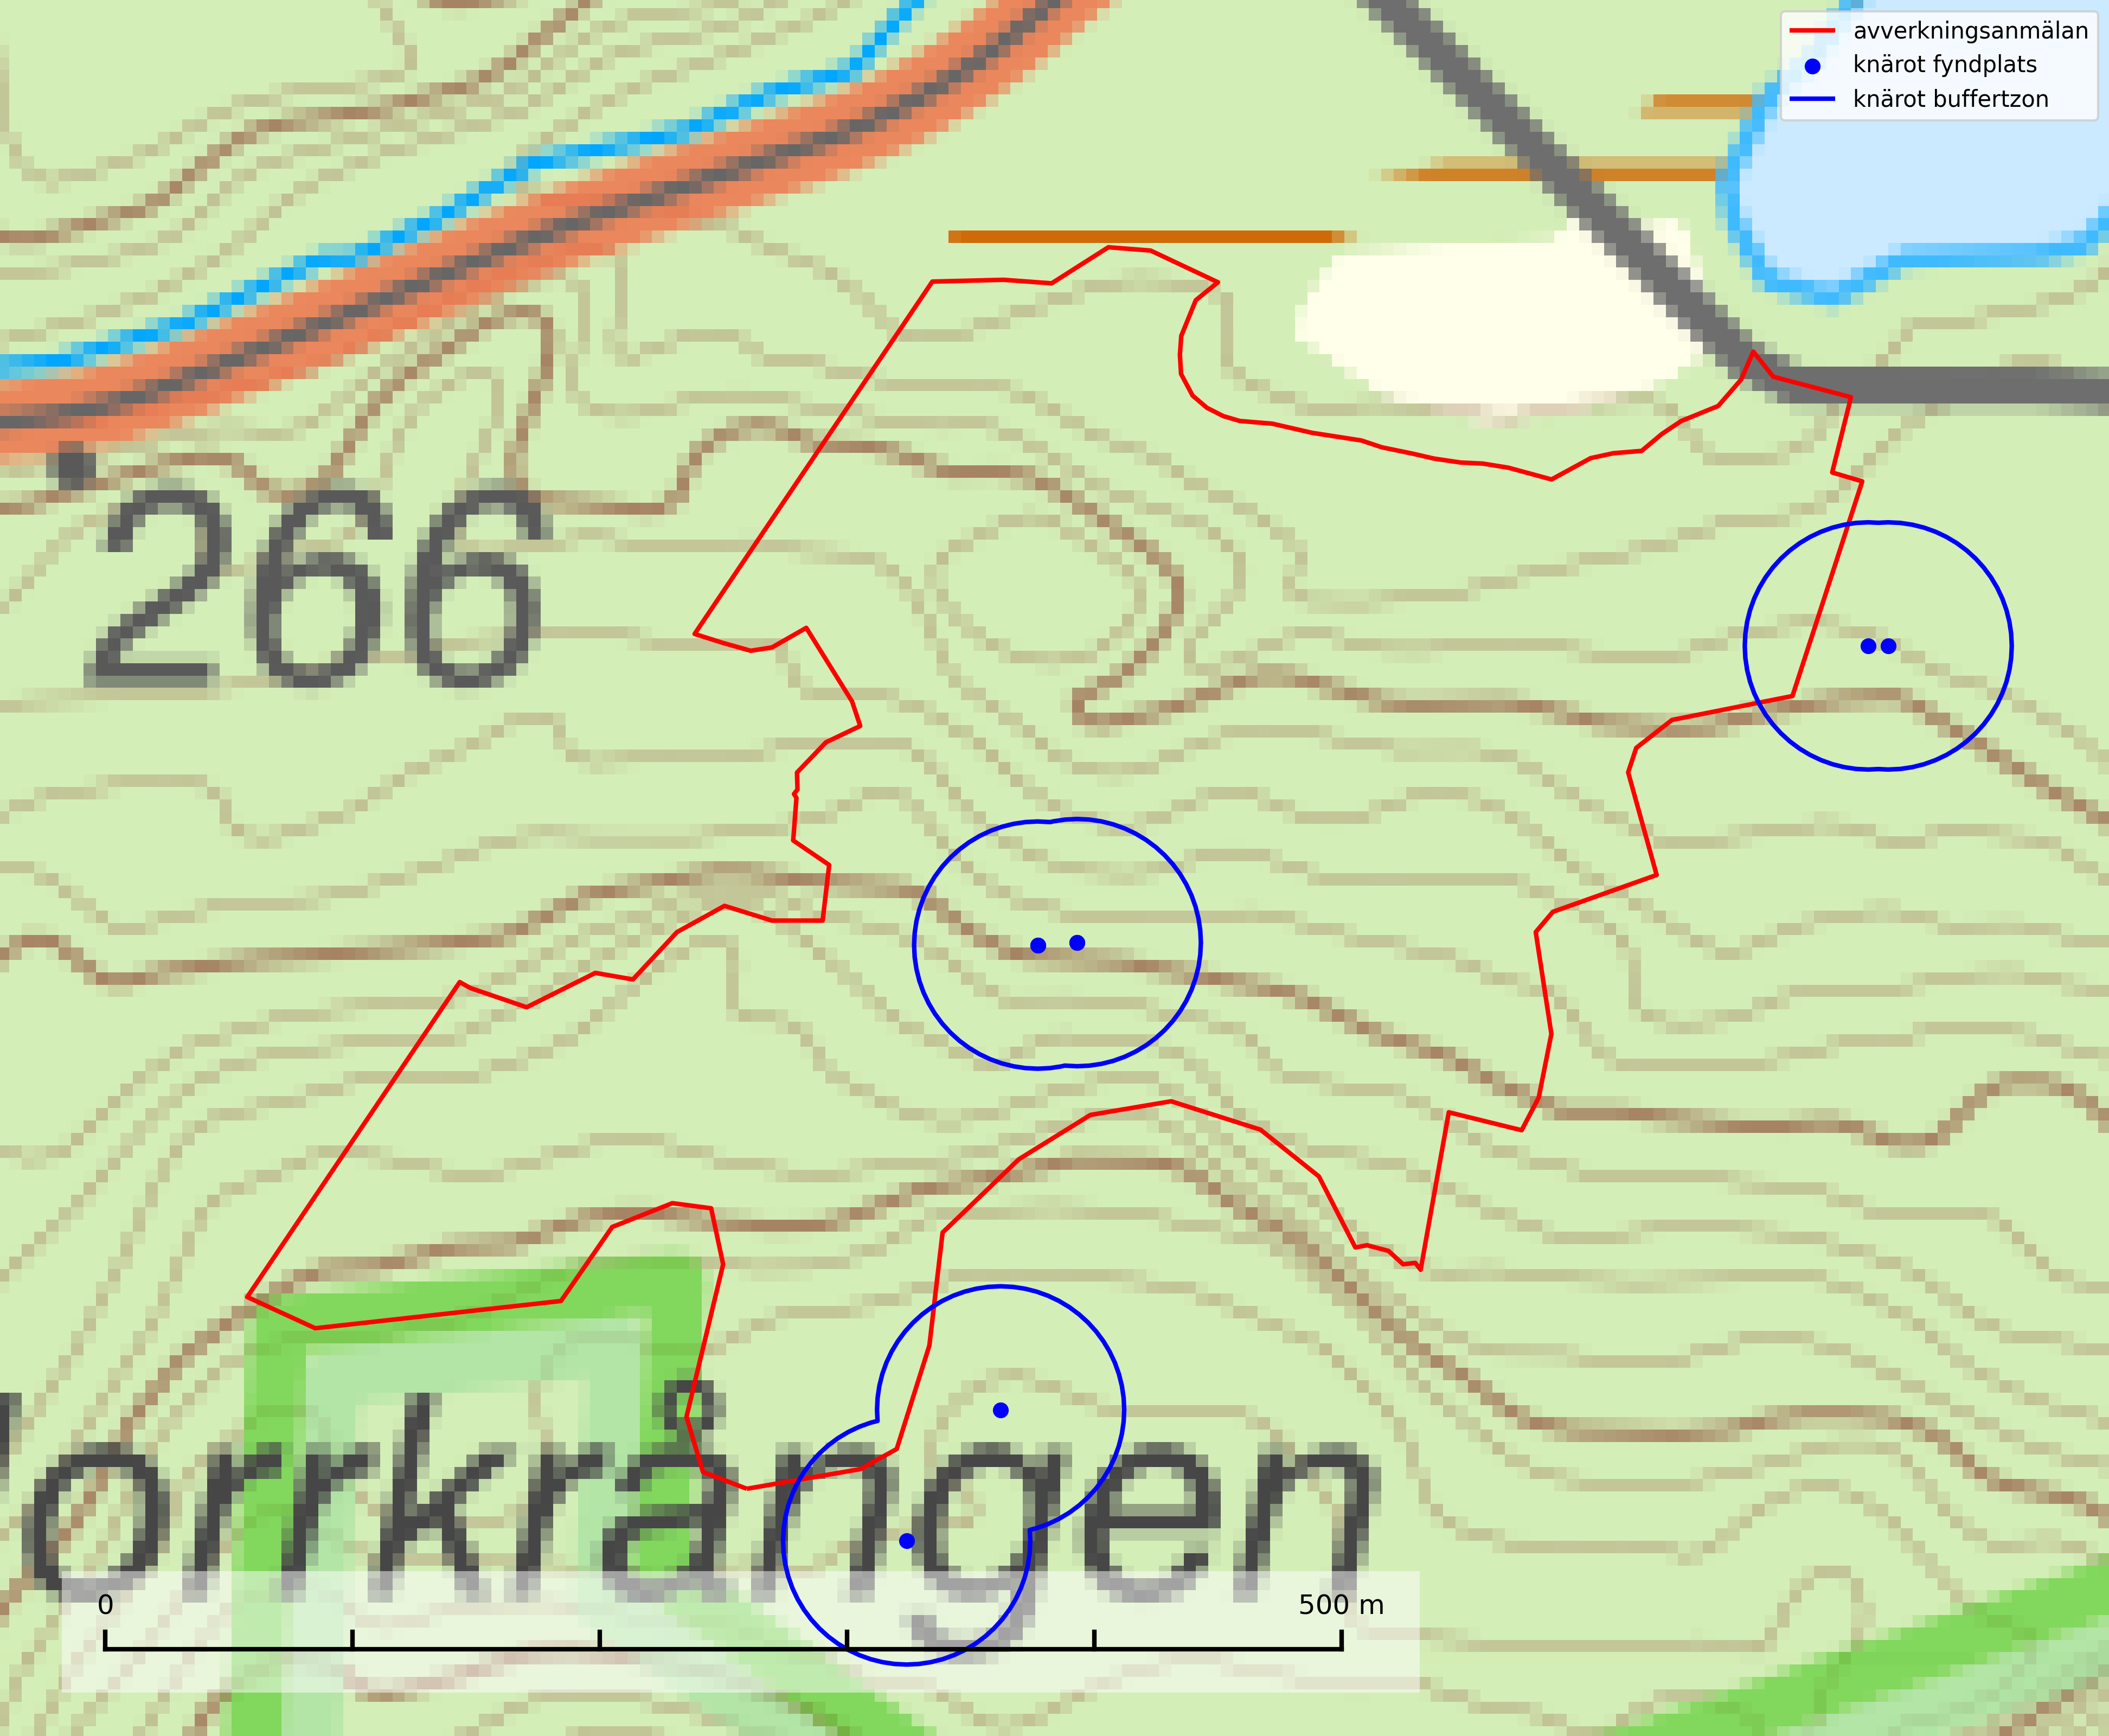 avverkningsanmälan
knärot fyndplats
knärot buffertzon
266
orrkrången
0
500 m